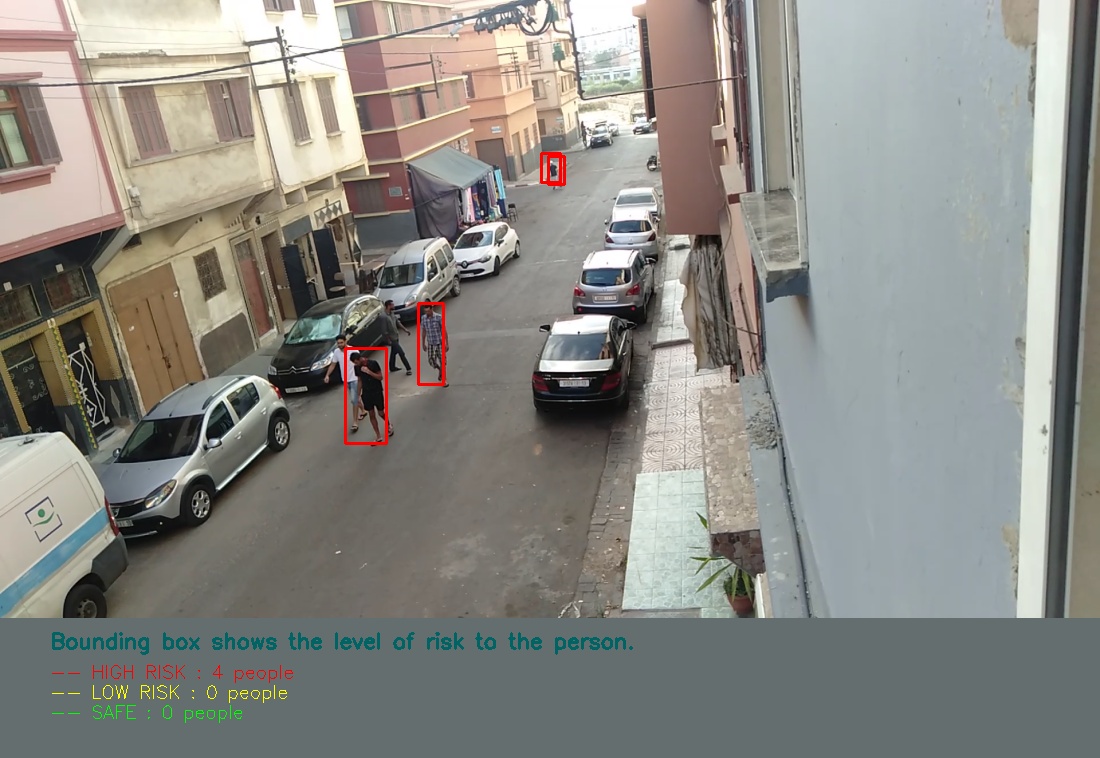 Bounding box shows the level of risk to the person.
—— HIGH RISK : 4 people
—— LOW RISK : 0 people
—— SAFE : 0 people